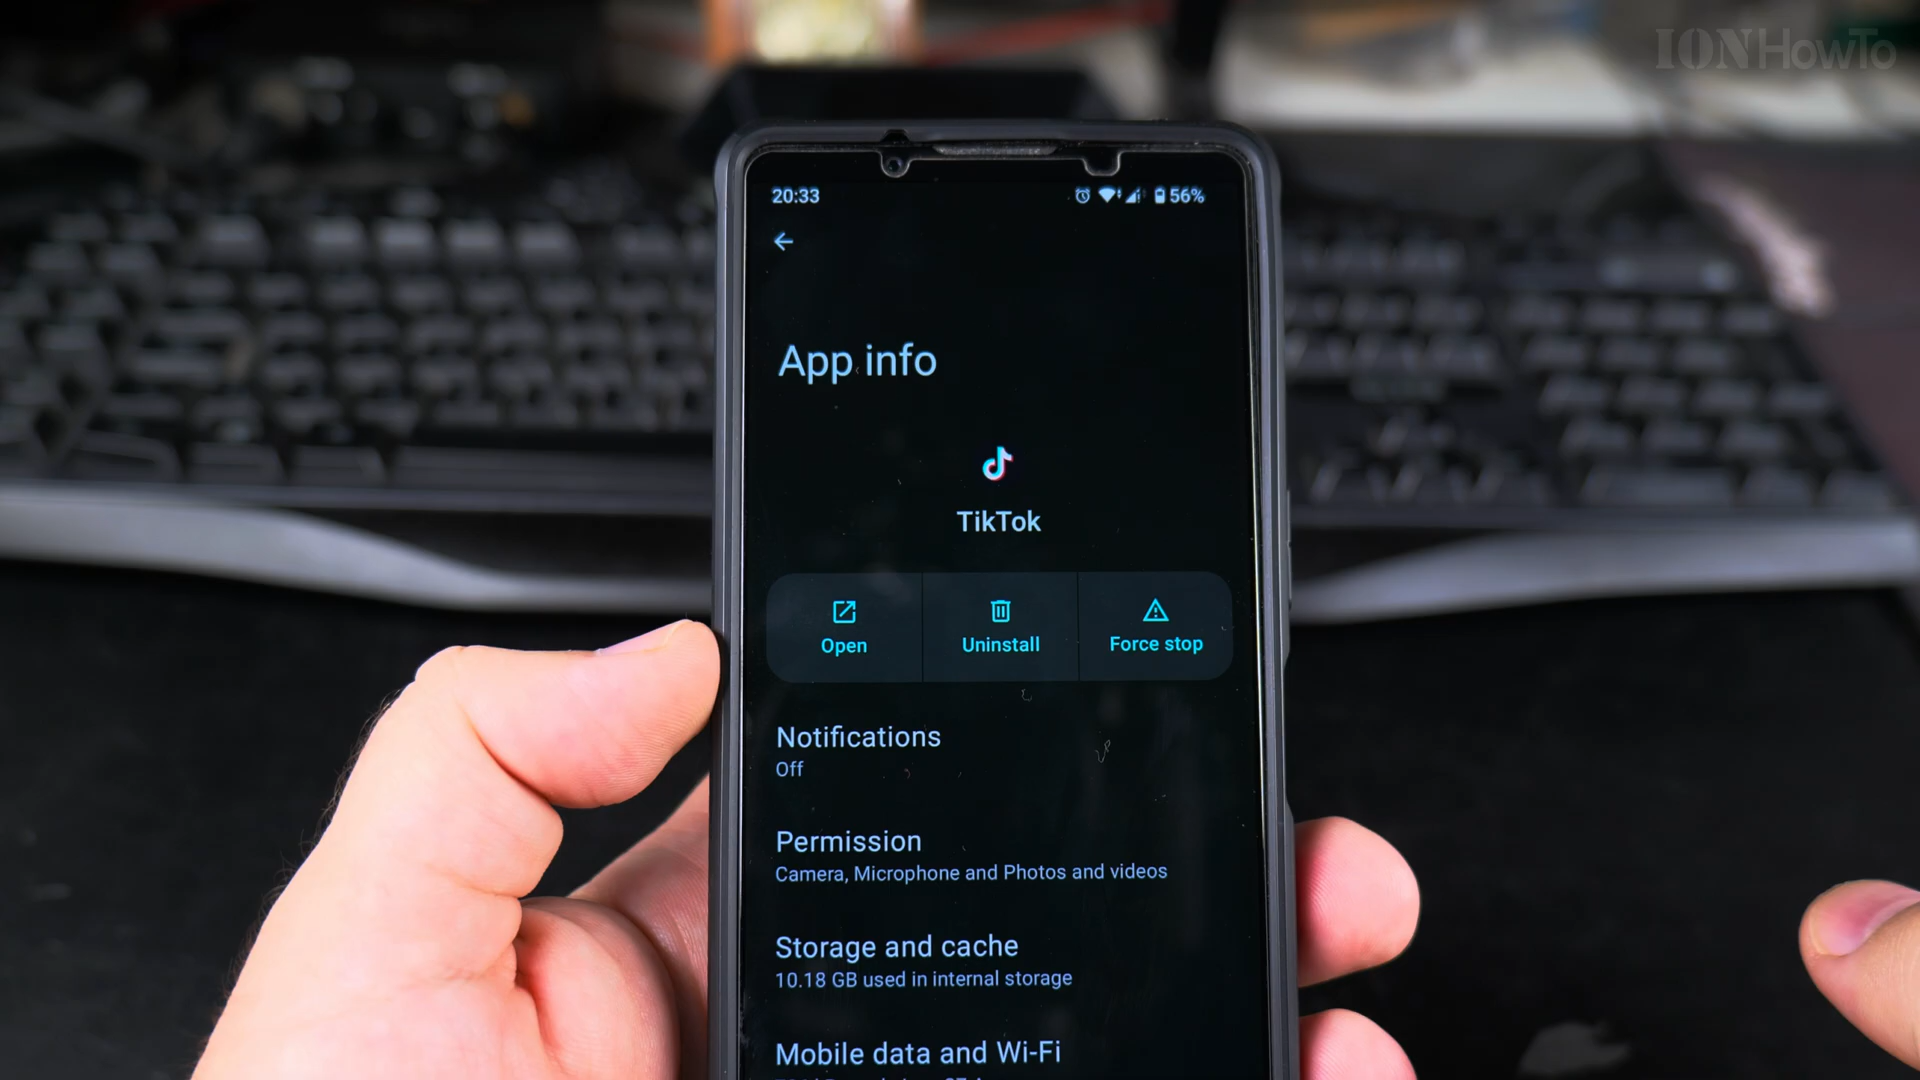 IONHowTo
20:33
56%
App info
TikTok
Open
Uninstall
Force stop
Notifications
Off
Permission
Camera, Microphone and Photos and videos
Storage and cache
10.18 GB used in internal storage
Mobile data and Wi-Fi